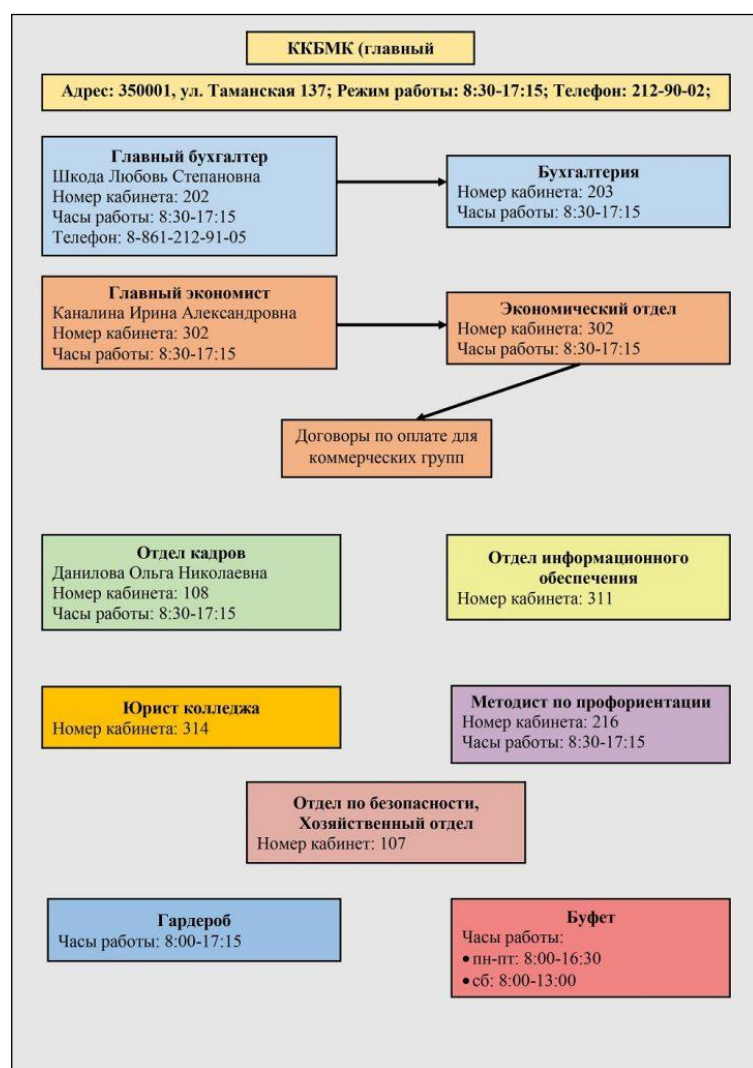 ККБМК (главный
Адрес: 350001, ул. Таманская 137; Режим работы: 8:30-17:15; Телефон: 212-90-02;
Главный бухгалтер
Шкода Любовь Степановна
Номер кабинета: 202
Часы работы: 8:30-17:15
Телефон: 8-861-212-91-05
Бухгалтерия
Номер кабинета: 203
Часы работы: 8:30-17:15
Главный экономист
Каналина Ирина Александровна
Номер кабинета: 302
Часы работы: 8:30-17:15
Экономический отдел
Номер кабинета: 302
Часы работы: 8:30-17:15
Договоры по оплате для
коммерческих групп
Отдел кадров
Данилова Ольга Николаевна
Номер кабинета: 108
Часы работы: 8:30-17:15
Отдел информационного
обеспечения
Номер кабинета: 311
Юрист колледжа
Номер кабинета: 314
Методист по профориентации
Номер кабинета: 216
Часы работы: 8:30-17:15
Отдел по безопасности,
Хозяйственный отдел
Номер кабинет: 107
Гардероб
Часы работы: 8:00-17:15
Буфет
Часы работы:
•пн-пт: 8:00-16:30
•сб: 8:00-13:00